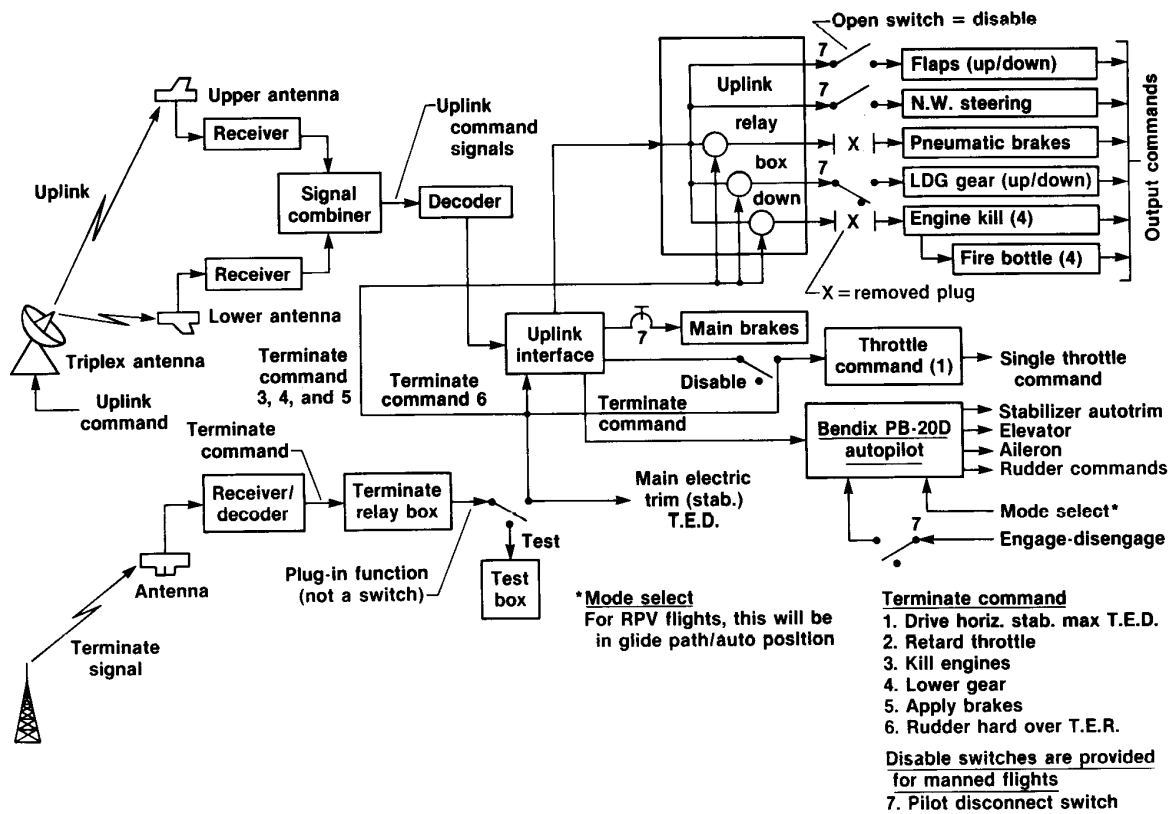 Open switch = disable
7
Flaps (up/down)
Upper antenna
Uplink
command
signals
Uplink
7
N.W. steering
Receiver
relay
X
Pneumatic brakes
Uplink
Signal
combiner
Decoder
box
7
LDG gear (up/down)
down
X
Engine kill (4)
Fire bottle (4)
Output commands
Receiver
X = removed plug
Lower antenna
Triplex antenna
Uplink
command
Terminate
command
3, 4, and 5
Uplink
interface
7
Main brakes
Terminate
command 6
Disable
Throttle
command (1)
Single throttle
command
Terminate
command
Bendix PB-20D
autopilot
Stabilizer autotrim
Elevator
Aileron
Rudder commands
Terminate
command
Receiver/
decoder
Terminate
relay box
Main electric
trim (stab.)
T.E.D.
Mode select*
7
Engage-disengage
Test
Antenna
Plug-in function
(not a switch)
Test
box
Terminate
signal
*Mode select
For RPV flights, this will be
in glide path/auto position
Terminate command
1. Drive horiz. stab. max T.E.D.
2. Retard throttle
3. Kill engines
4. Lower gear
5. Apply brakes
6. Rudder hard over T.E.R.
Disable switches are provided
for manned flights
7. Pilot disconnect switch